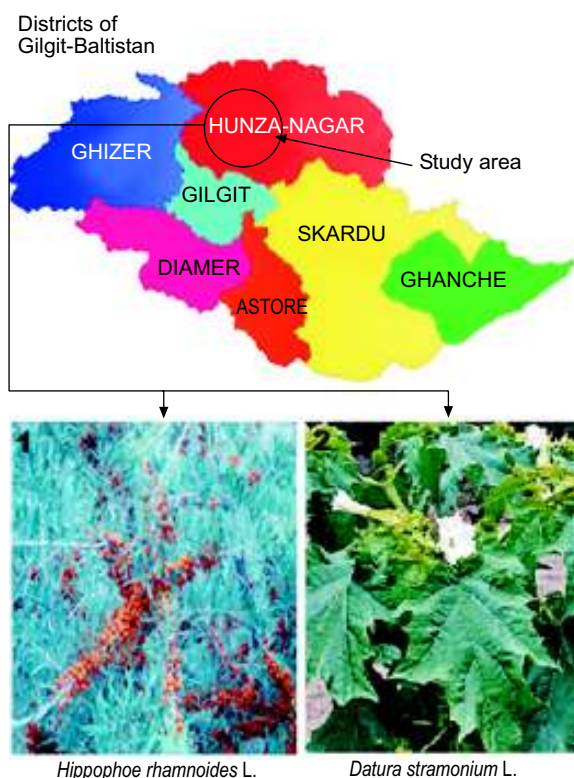 Districts of
Gilgit-Baltistan
HUNZA-NAGAR
GHIZER
Study area
GILGIT
SKARDU
DIAMER
GHANCHE
ASTORE
1
2
Hippophoe rhamnoides L.
Datura stramonium L.